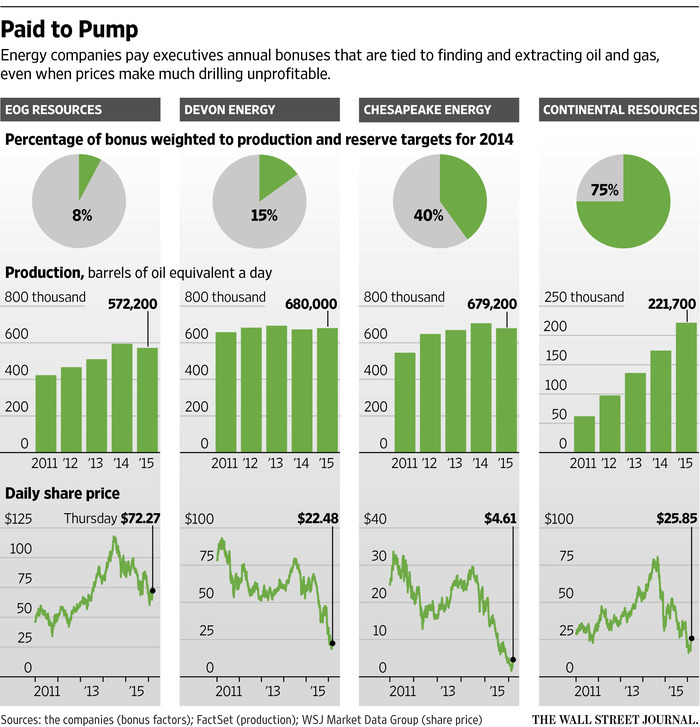 Paid to Pump
Energy companies pay executives annual bonuses that are tied to finding and extracting oil and gas,
even when prices make much drilling unprofitable.
EOG RESOURCES
DEVON ENERGY
CHESAPEAKE ENERGY
CONTINENTAL RESOURCES
Percentage of bonus weighted to production and reserve targets for 2014
8%
15%
40%
75%
Production, barrels of oil equivalent a day
800 thousand
572,200
600
400
200
0
2011 '12 '13 '14 '15
800
680,000
600
400
200
0
2011 '12 '13 '14 '15
800
679,200
600
400
200
0
2011 '12 '13 '14 '15
250 thousand
221,700
200
150
100
50
0
2011 '12 '13 '14 '15
Daily share price
$125
Thursday $72.27
100
75
50
25
0
2011 '13 '15
$100
$22.48
75
50
25
0
2011 '13 '15
$40
$4.61
30
20
10
0
2011 '13 '15
$100
$25.85
75
50
25
0
2011 '13 '15
Sources: the companies (bonus factors); FactSet (production); WSJ Market Data Group (share price)
THE WALL STREET JOURNAL.